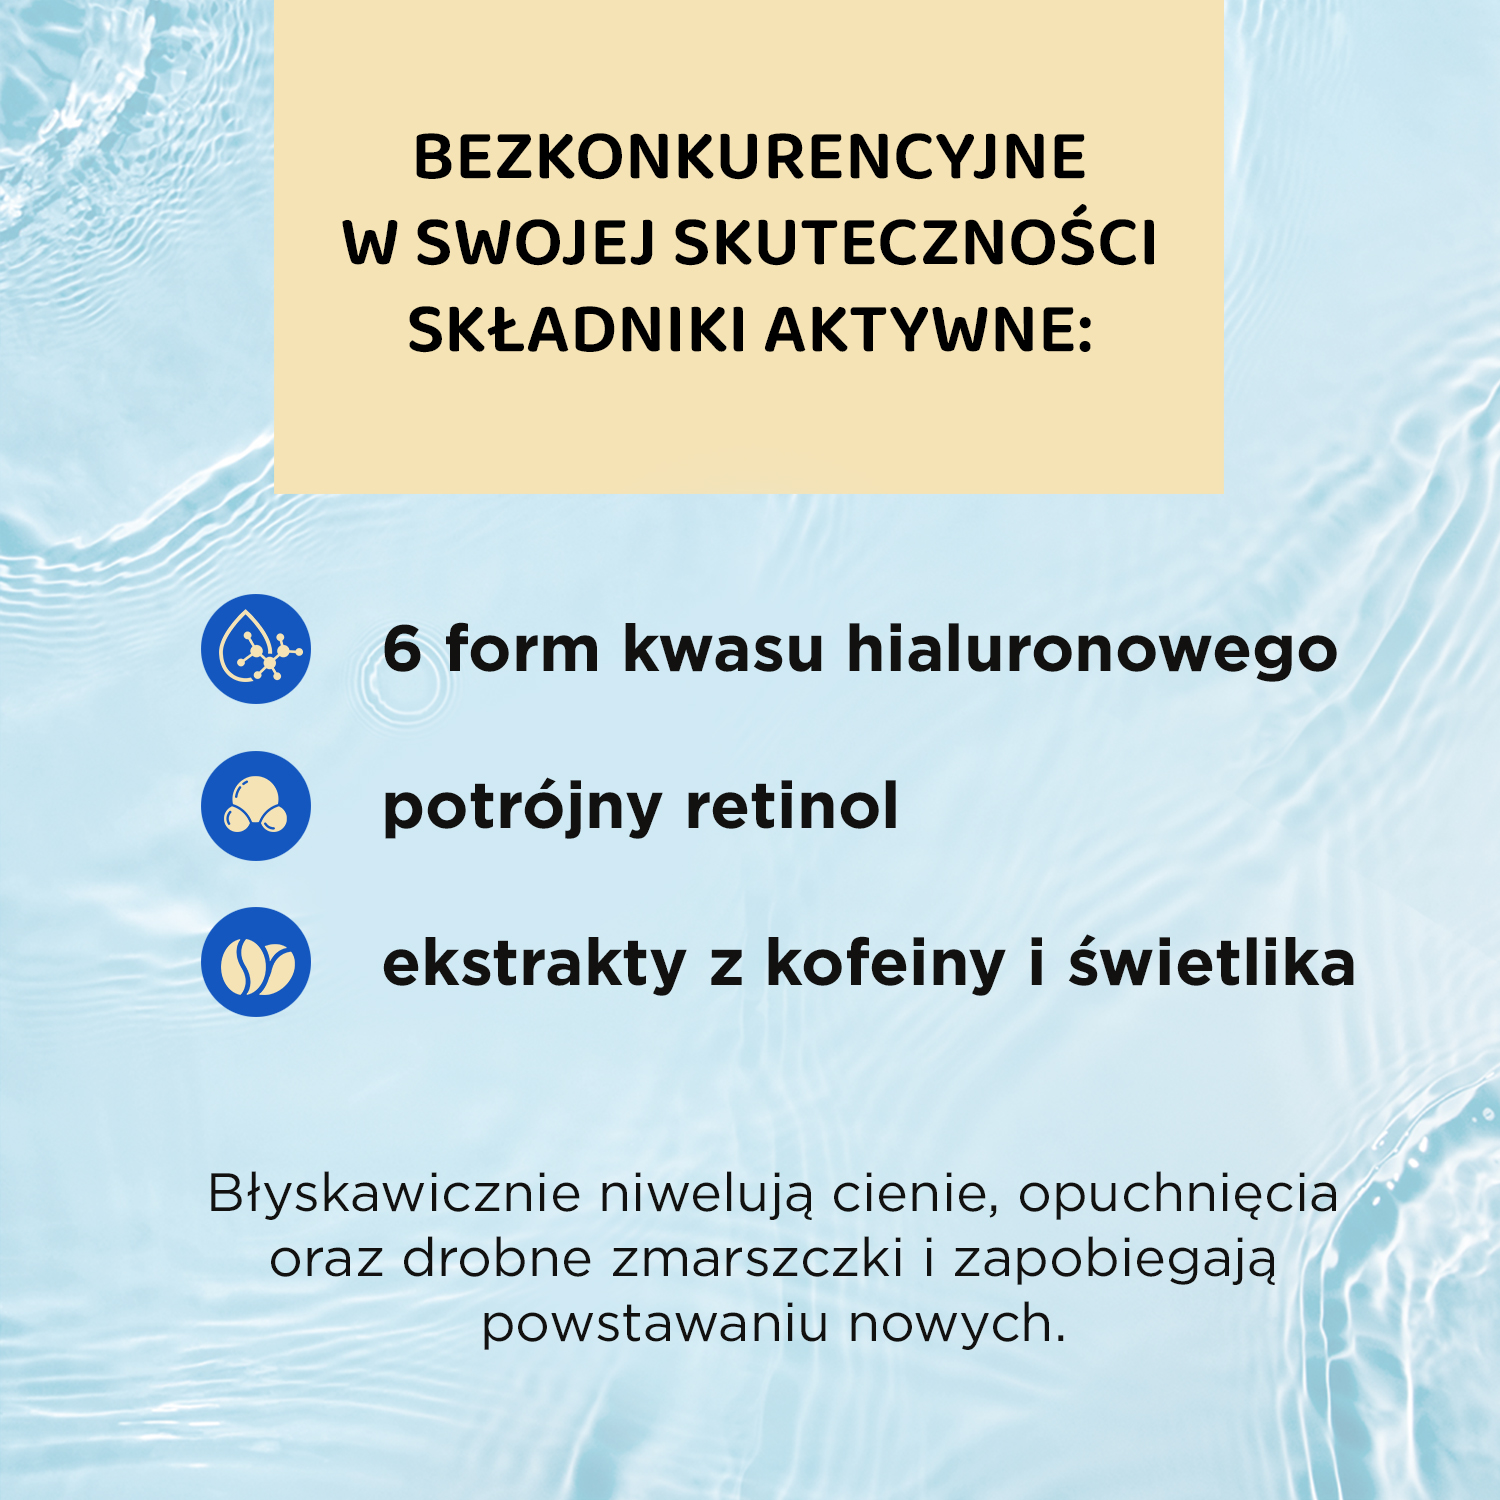 BEZKONKURENCYJNE
W SWOJEJ SKUTECZNOŚCI
SKŁADNIKI AKTYWNE:
6 form kwasu hialuronowego
potrójny retinol
ekstrakty z kofeiny i świetlika
Błyskawicznie niwelują cienie, opuchnięcia
oraz drobne zmarszczki i zapobiegają
powstawaniu nowych.